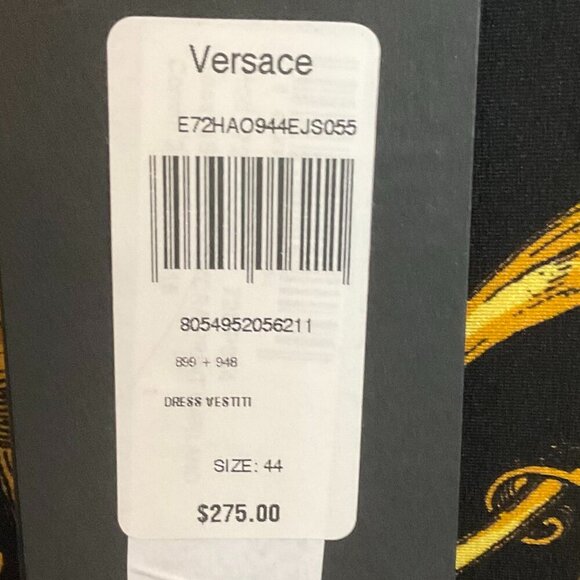 Versace
E72HAO944EJS055
8054952056211
899 + 948
DRESS VESTITI
SIZE: 44
$275.00